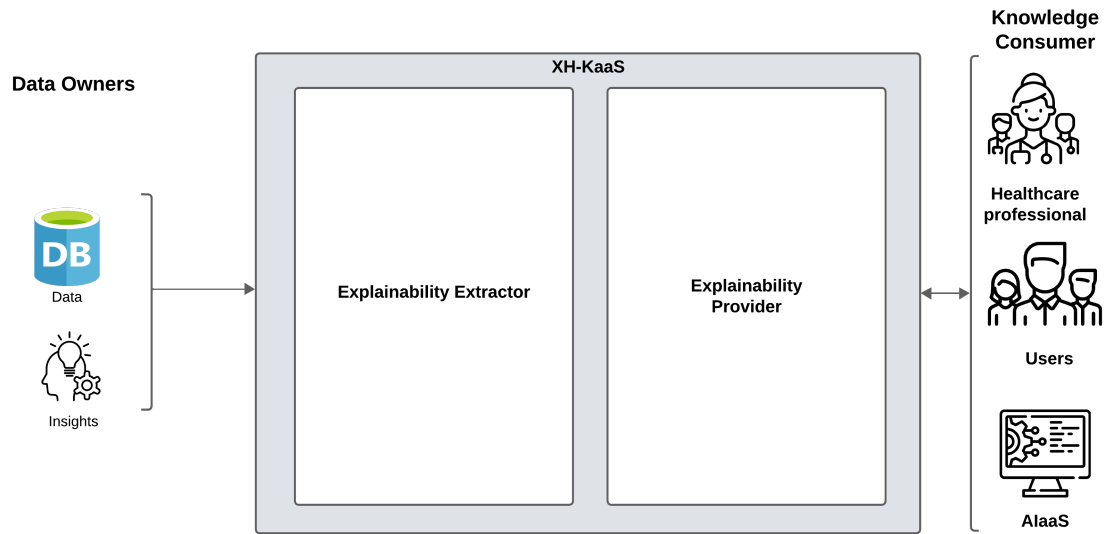 Knowledge
Consumer
Data Owners
XH-KaaS
DB
Data
Insights
Explainability Extractor
Explainability
Provider
Healthcare
professional
Users
AIaaS